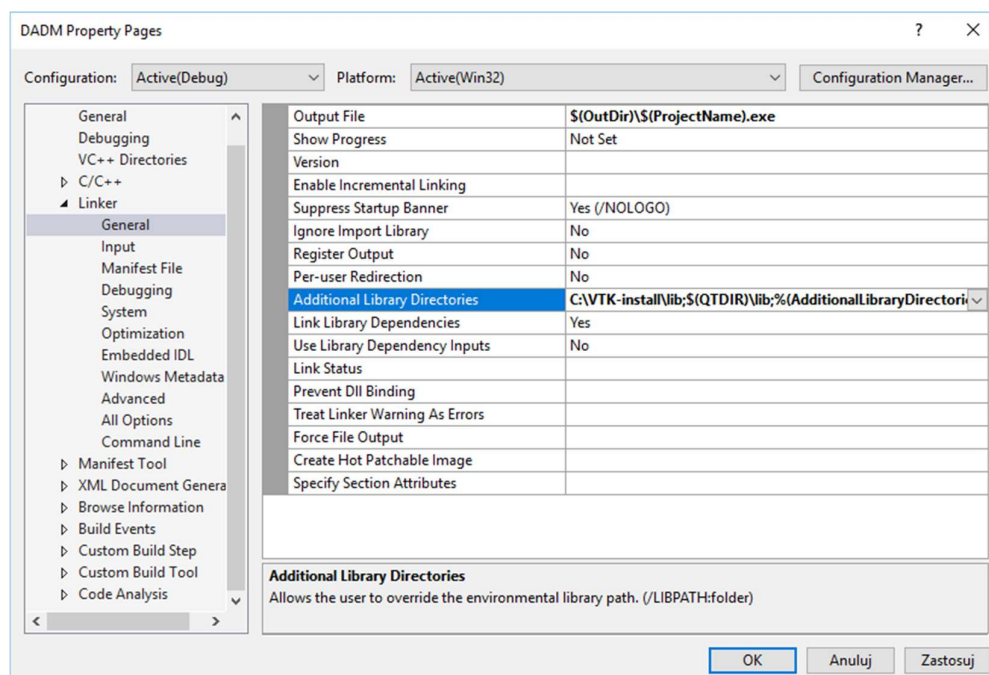 DADM Property Pages
Configuration: Active(Debug) Platform: Active(Win32) Configuration Manager...
General
Debugging
VC++ Directories
C/C++
Linker
General
Input
Manifest File
Debugging
System
Optimization
Embedded IDL
Windows Metadata
Advanced
All Options
Command Line
Manifest Tool
XML Document Genera
Browse Information
Build Events
Custom Build Step
Custom Build Tool
Code Analysis
Output File $(OutDir)\$(ProjectName).exe
Show Progress Not Set
Version
Enable Incremental Linking
Suppress Startup Banner Yes (/NOLOGO)
Ignore Import Library No
Register Output No
Per-user Redirection No
Additional Library Directories C:\VTK-install\lib;$(QTDIR)\lib;%(AdditionalLibraryDirectori
Link Library Dependencies Yes
Use Library Dependency Inputs No
Link Status
Prevent Dll Binding
Treat Linker Warning As Errors
Force File Output
Create Hot Patchable Image
Specify Section Attributes
Additional Library Directories
Allows the user to override the environmental library path. (/LIBPATH:folder)
OK Anuluj Zastosuj